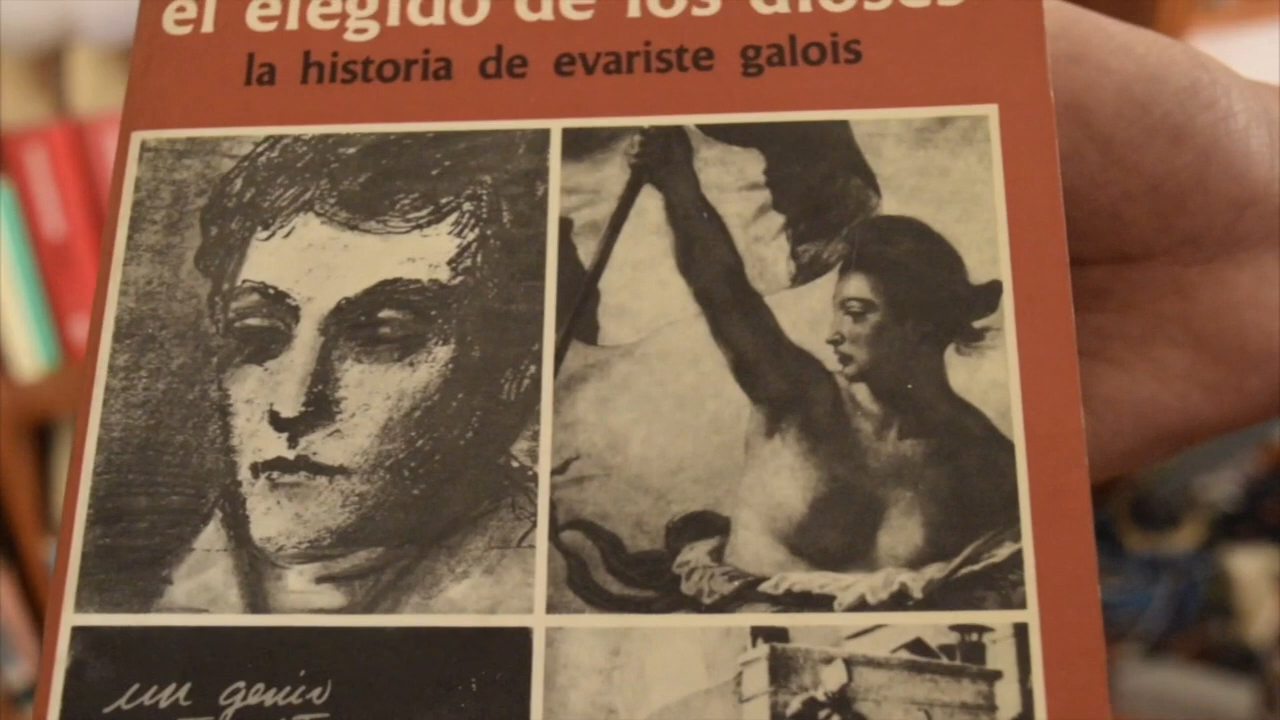 el elegido de los dioses
la historia de evariste galois
un genio